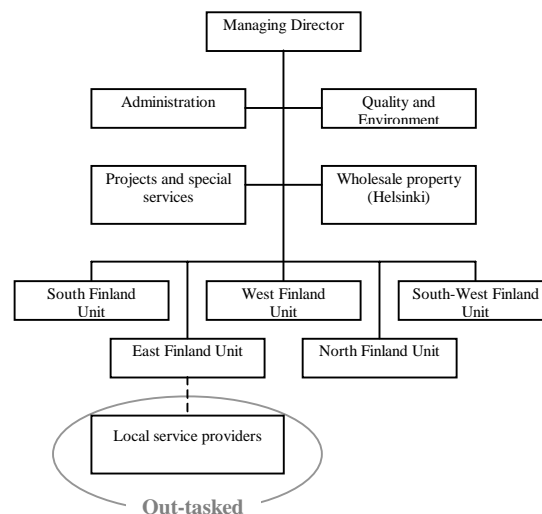 Managing Director
Administration
Quality and
Environment
Projects and special
services
Wholesale property
(Helsinki)
South Finland
Unit
West Finland
Unit
South-West Finland
Unit
East Finland Unit
North Finland Unit
Local service providers
Out-tasked